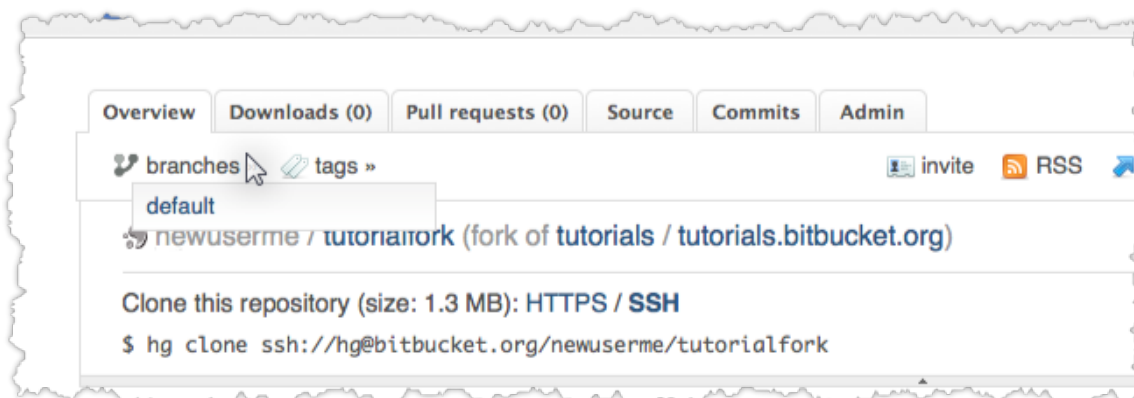 Overview Downloads (0) Pull requests (0) Source Commits Admin
branches tags » invite RSS
default
newuserme / tutorialfork (fork of tutorials / tutorials.bitbucket.org)
Clone this repository (size: 1.3 MB): HTTPS / SSH
$ hg clone ssh://hg@bitbucket.org/newuserme/tutorialfork